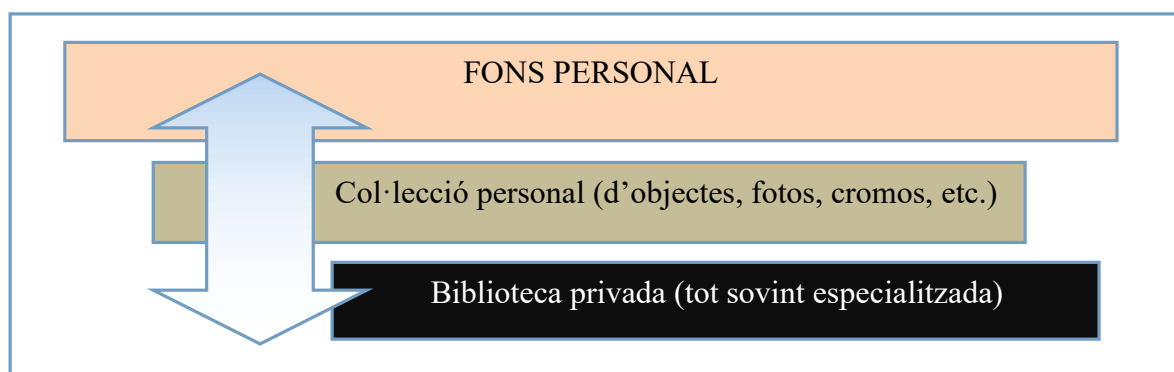 FONS PERSONAL
Col·lecció personal (d’objectes, fotos, cromos, etc.)
Biblioteca privada (tot sovint especialitzada)